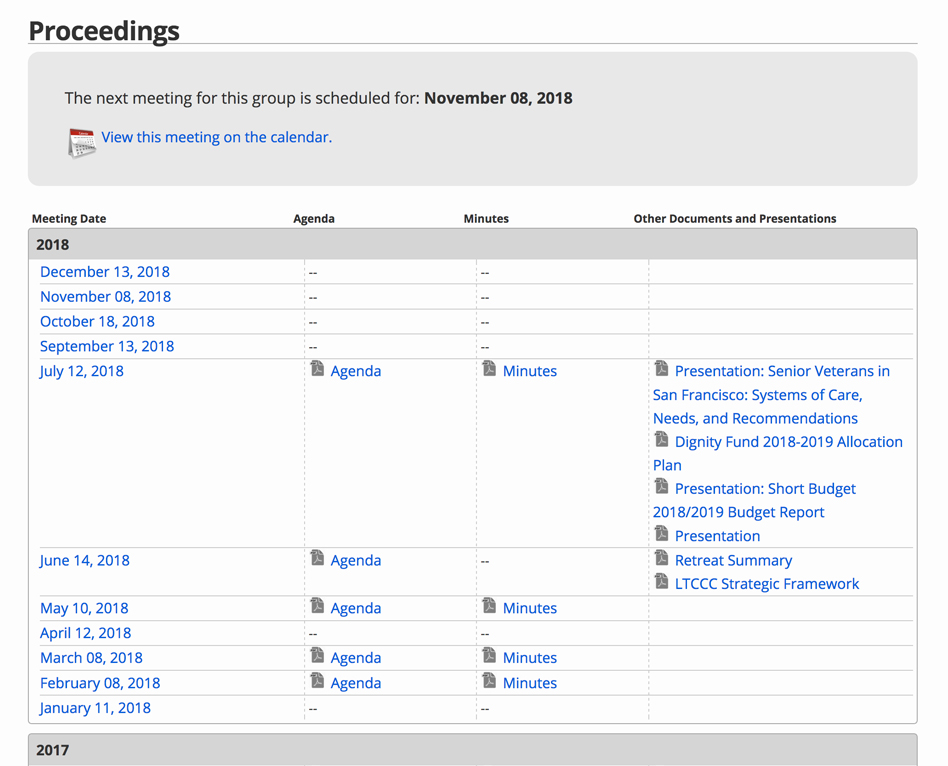 Proceedings
The next meeting for this group is scheduled for: November 08, 2018
View this meeting on the calendar.
Meeting Date Agenda Minutes Other Documents and Presentations
2018
December 13, 2018 -- --
November 08, 2018 -- --
October 18, 2018 -- --
September 13, 2018 -- --
July 12, 2018 Agenda Minutes Presentation: Senior Veterans in
San Francisco: Systems of Care,
Needs, and Recommendations
Dignity Fund 2018-2019 Allocation
Plan
Presentation: Short Budget
2018/2019 Budget Report
Presentation
June 14, 2018 Agenda -- Retreat Summary
LTCCC Strategic Framework
May 10, 2018 Agenda Minutes
April 12, 2018 -- --
March 08, 2018 Agenda Minutes
February 08, 2018 Agenda Minutes
January 11, 2018 -- --
2017